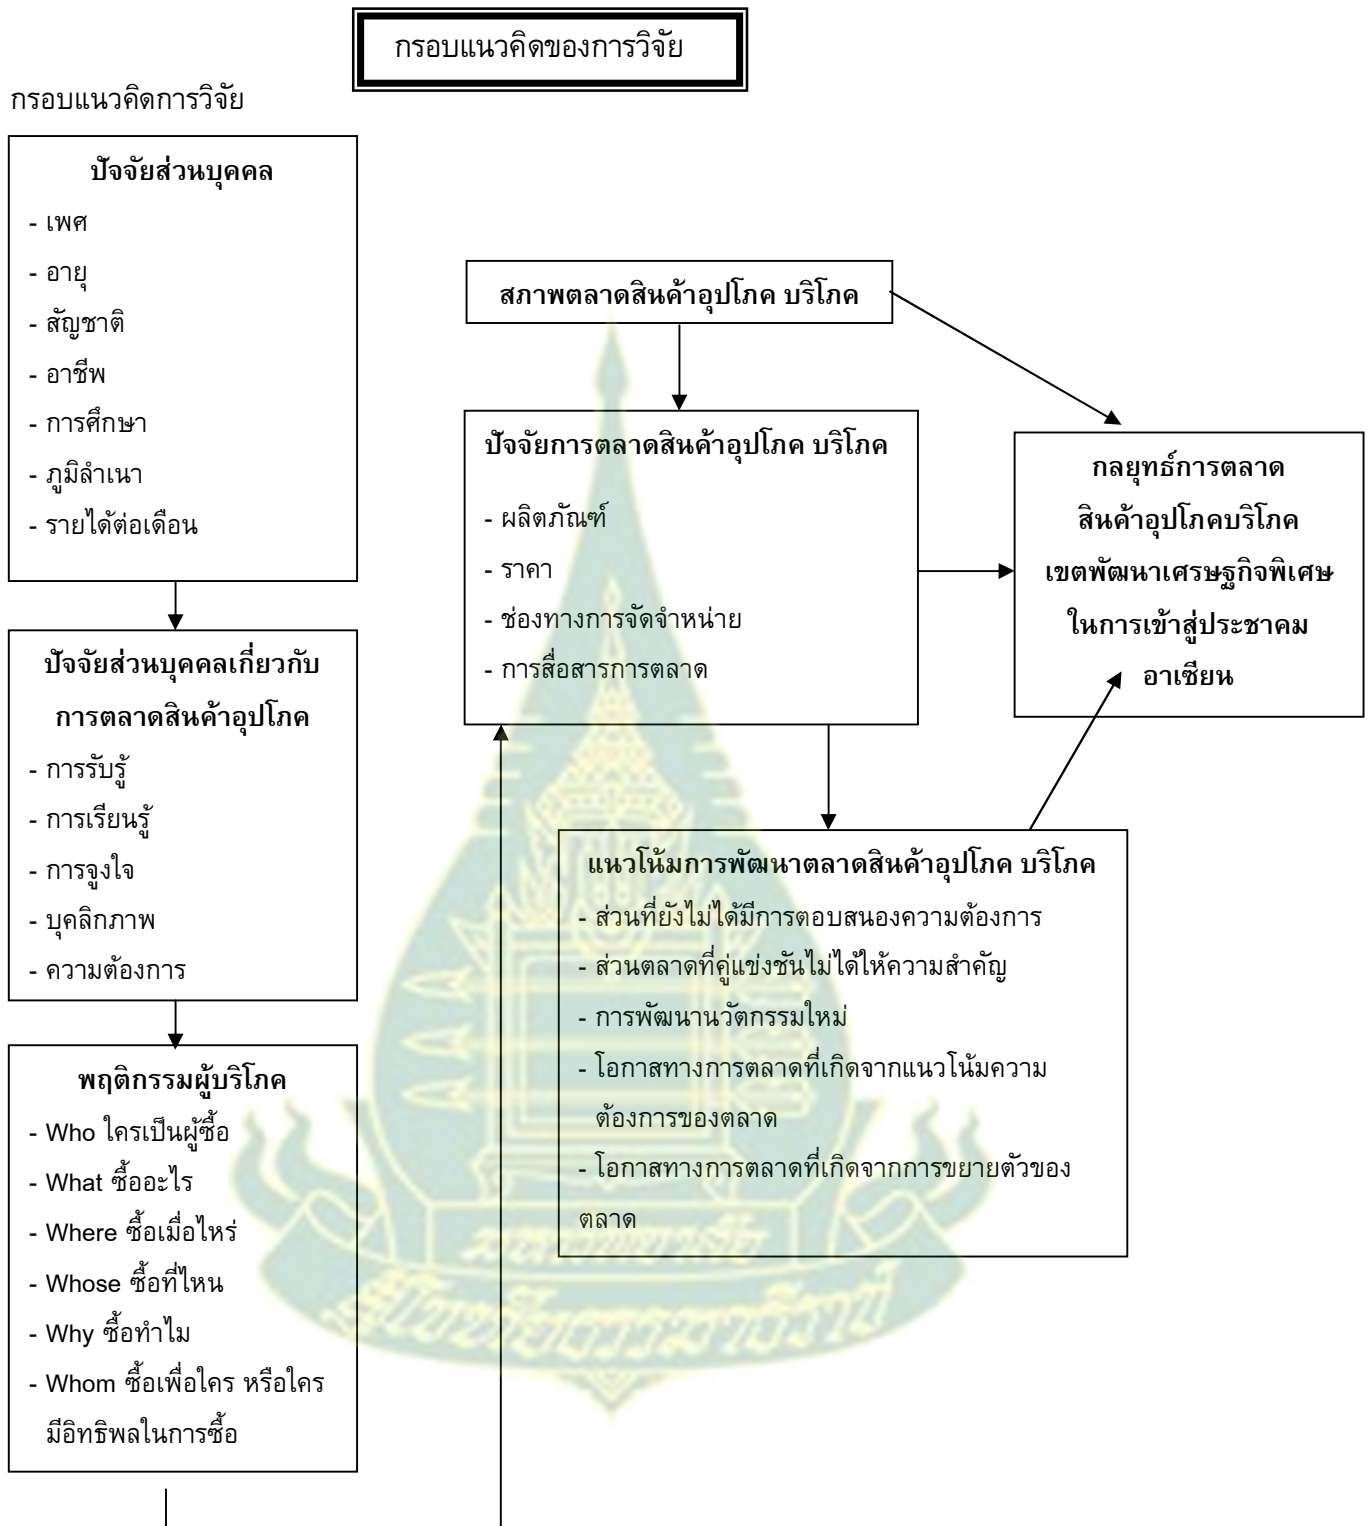 กรอบแนวคิดของการวิจัย
กรอบแนวคิดการวิจัย
ปัจจัยส่วนบุคคล
- เพศ
- อายุ
- สัญชาติ
- อาชีพ
- การศึกษา
- ภูมิลำเนา
- รายได้ต่อเดือน
ปัจจัยส่วนบุคคลเกี่ยวกับ
การตลาดสินค้าอุปโภค
- การรับรู้
- การเรียนรู้
- การจูงใจ
- บุคลิกภาพ
- ความต้องการ
พฤติกรรมผู้บริโภค
- Who ใครเป็นผู้ซื้อ
- What ซื้ออะไร
- Where ซื้อเมื่อไหร่
- Whose ซื้อที่ไหน
- Why ซื้อทำไม
- Whom ซื้อเพื่อใคร หรือใคร
มีอิทธิพลในการซื้อ
สภาพตลาดสินค้าอุปโภค บริโภค
ปัจจัยการตลาดสินค้าอุปโภค บริโภค
- ผลิตภัณฑ์
- ราคา
- ช่องทางการจัดจำหน่าย
- การสื่อสารการตลาด
แนวโน้มการพัฒนาตลาดสินค้าอุปโภค บริโภค
- ส่วนที่ยังไม่ได้มีการตอบสนองความต้องการ
- ส่วนตลาดที่คู่แข่งขันไม่ได้ให้ความสำคัญ
- การพัฒนานวัตกรรมใหม่
- โอกาสทางการตลาดที่เกิดจากแนวโน้มความ
ต้องการของตลาด
- โอกาสทางการตลาดที่เกิดจากการขยายตัวของ
ตลาด
กลยุทธ์การตลาด
สินค้าอุปโภคบริโภค
เขตพัฒนาเศรษฐกิจพิเศษ
ในการเข้าสู่ประชาคม
อาเซียน
มหาวิทยาลัย
สุโขทัยธรรมาธิราช